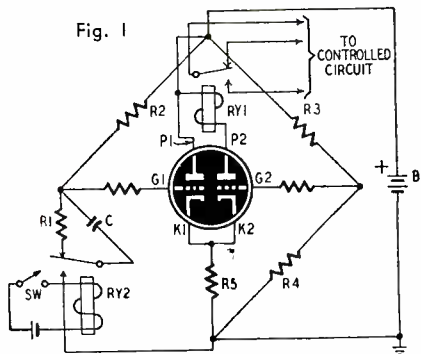 Fig. 1
TO
CONTROLLED
CIRCUIT
R2
RY1
R3
P1
P2
+
B
G1
G2
R1
C
K1
K2
SW
RY2
R5
R4